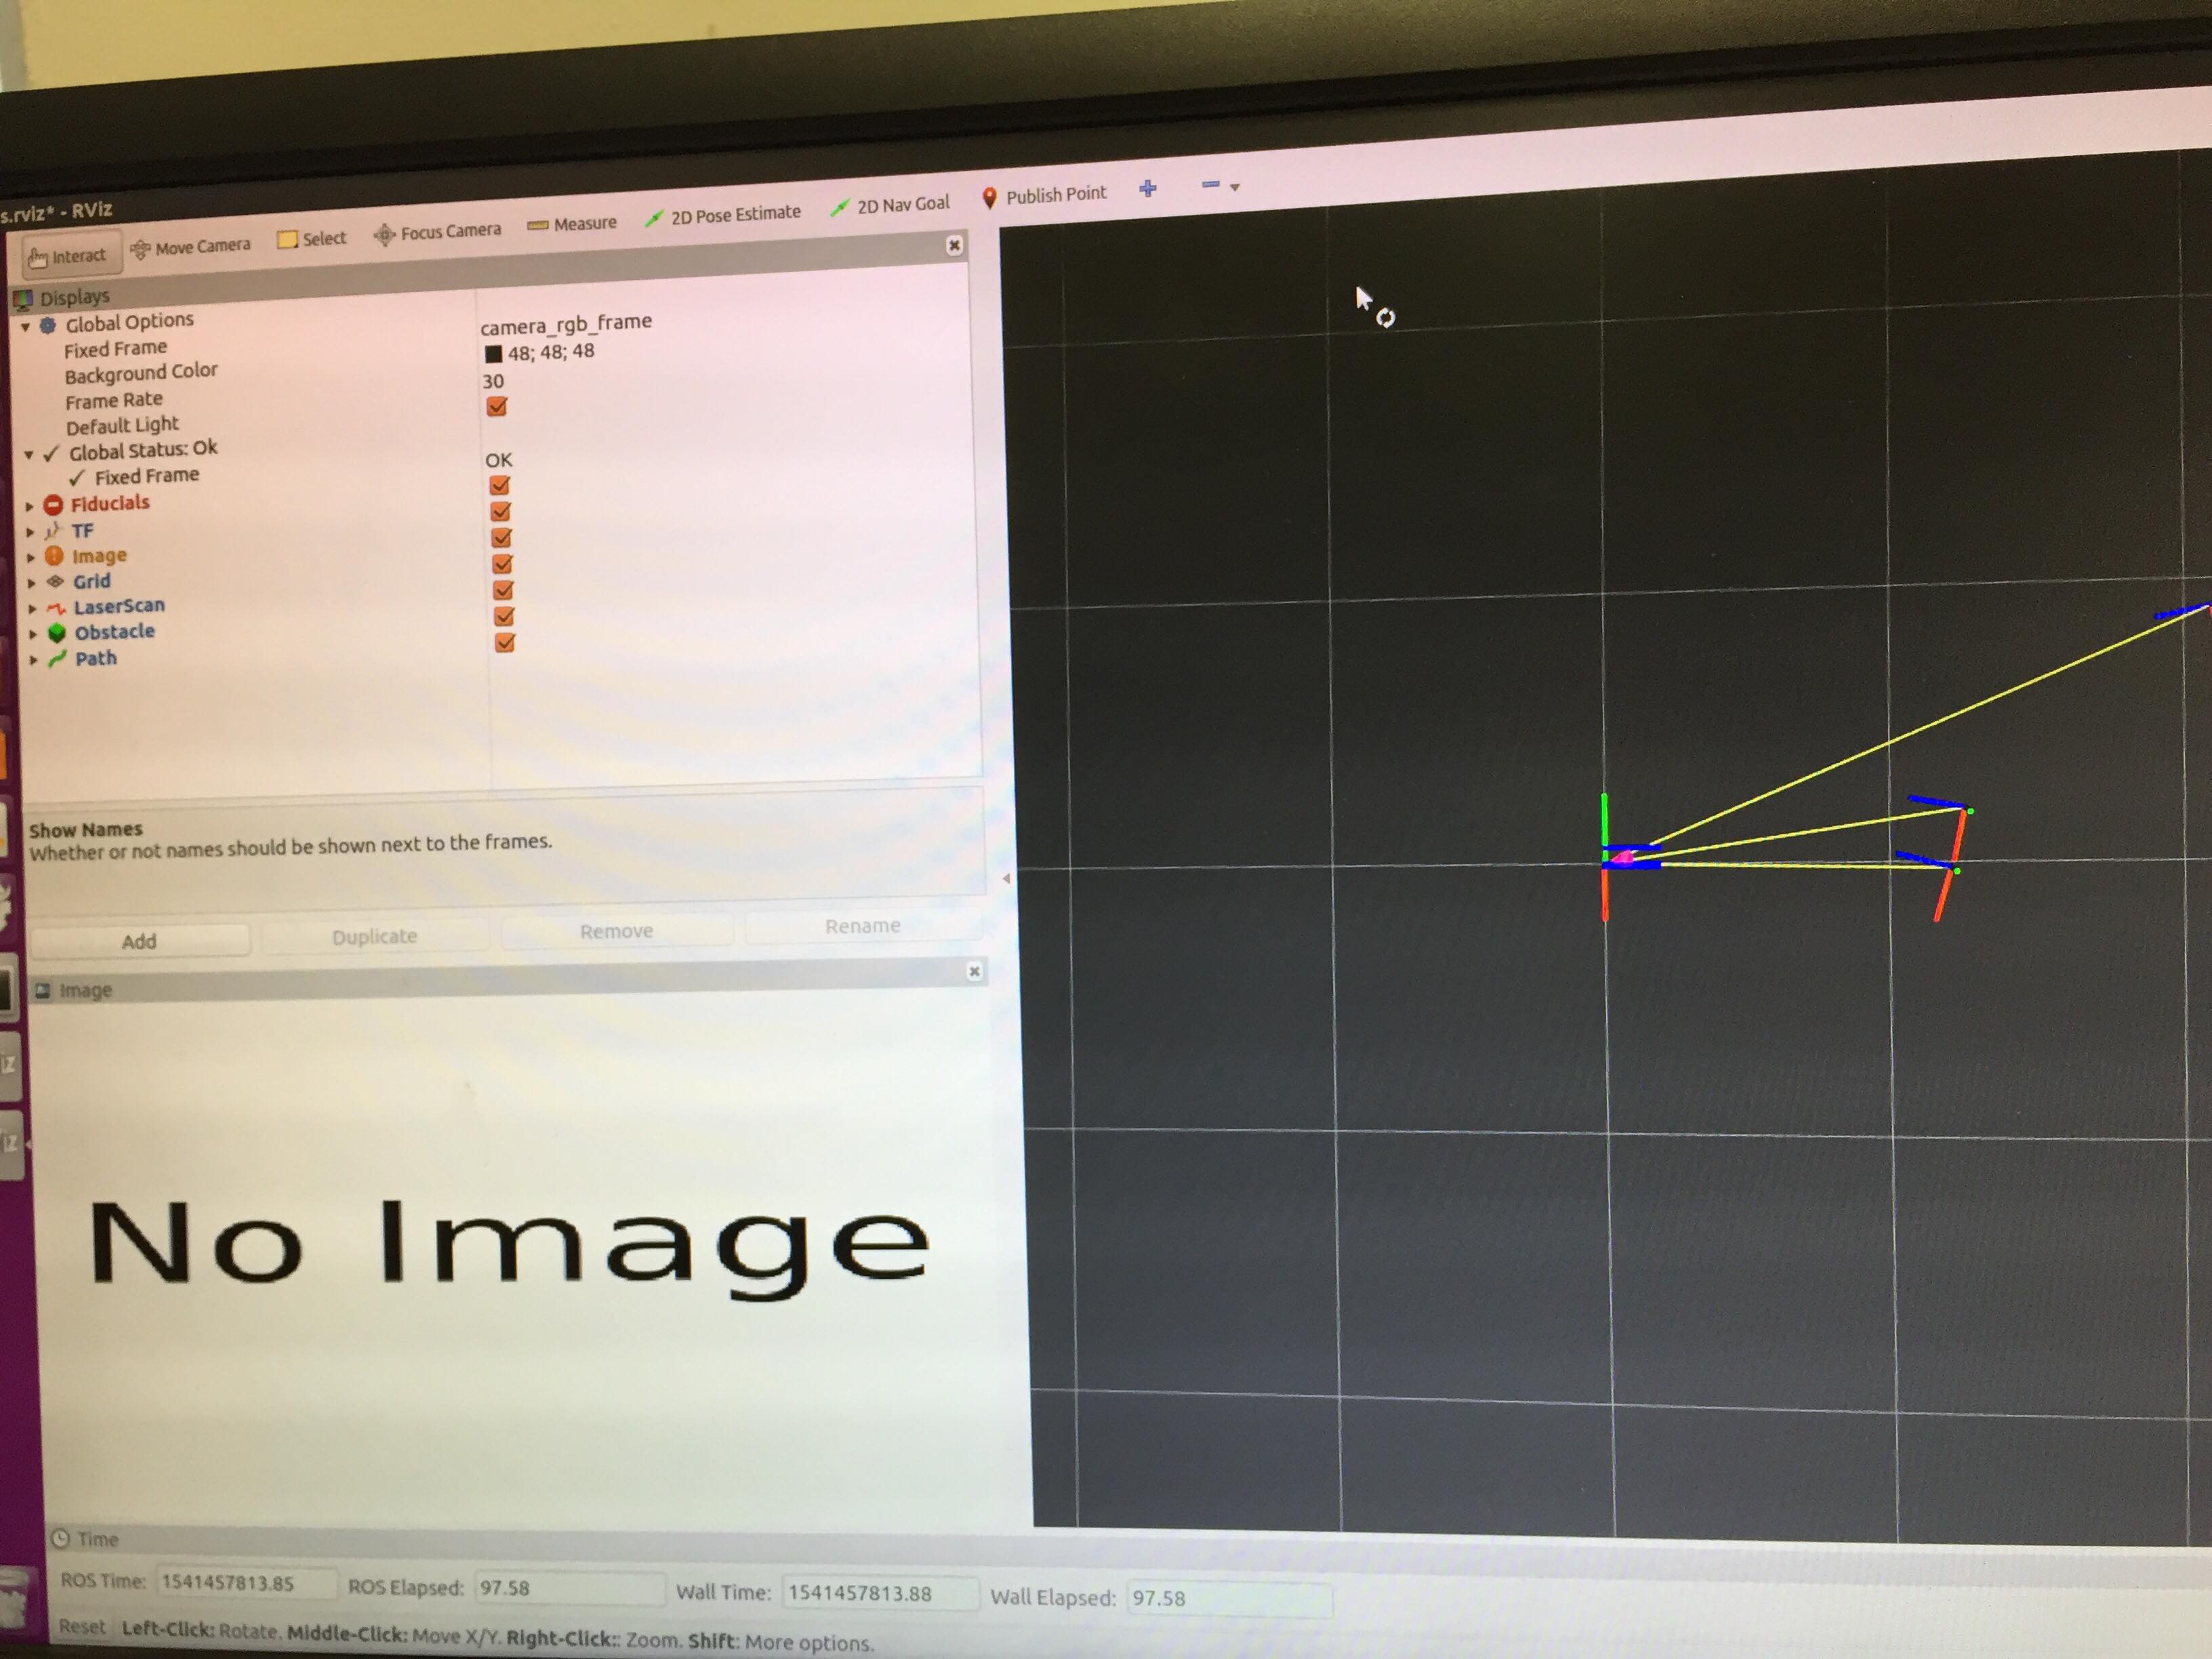 s.rviz* - RViz
Interact Move Camera Select Focus Camera Measure 2D Pose Estimate 2D Nav Goal Publish Point
Displays
Global Options
Fixed Frame camera_rgb_frame
Background Color 48; 48; 48
Frame Rate 30
Default Light
Global Status: Ok
Fixed Frame OK
Fiducials
TF
Image
Grid
LaserScan
Obstacle
Path
Show Names
Whether or not names should be shown next to the frames.
Add Duplicate Remove Rename
Image
No Image
Time
ROS Time: 1541457813.85 ROS Elapsed: 97.58 Wall Time: 1541457813.88 Wall Elapsed: 97.58
Reset Left-Click: Rotate. Middle-Click: Move X/Y. Right-Click:: Zoom. Shift: More options.